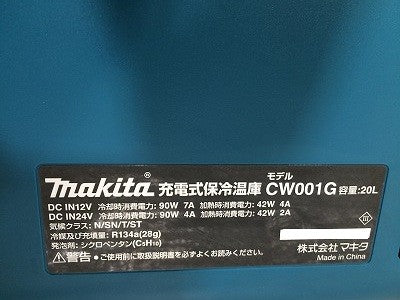 モデル
makita® 充電式保冷温庫 CW001G 容量:20L
DC IN12V 冷却時消費電力: 90W 7A 加熱時消費電力: 42W 4A
DC IN24V 冷却時消費電力: 90W 4A 加熱時消費電力: 42W 2A
気候クラス: N/SN/T/ST
冷媒及び充填量: R134a(28g)
発泡剤: シクロペンタン(C5H10)
⚠警告 ●ご使用前に取扱説明書を必ずよくお読みください。
株式会社 マキタ
Made in China